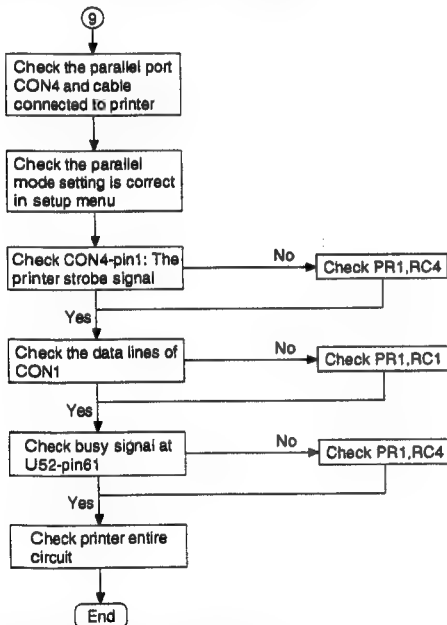 9
Check the parallel port
CON4 and cable
connected to printer
Check the parallel
mode setting is correct
in setup menu
Check CON4-pin1: The
printer strobe signal
No
Check PR1,RC4
Yes
Check the data lines of
CON1
No
Check PR1,RC1
Yes
Check busy signal at
U52-pin61
No
Check PR1,RC4
Yes
Check printer entire
circuit
End